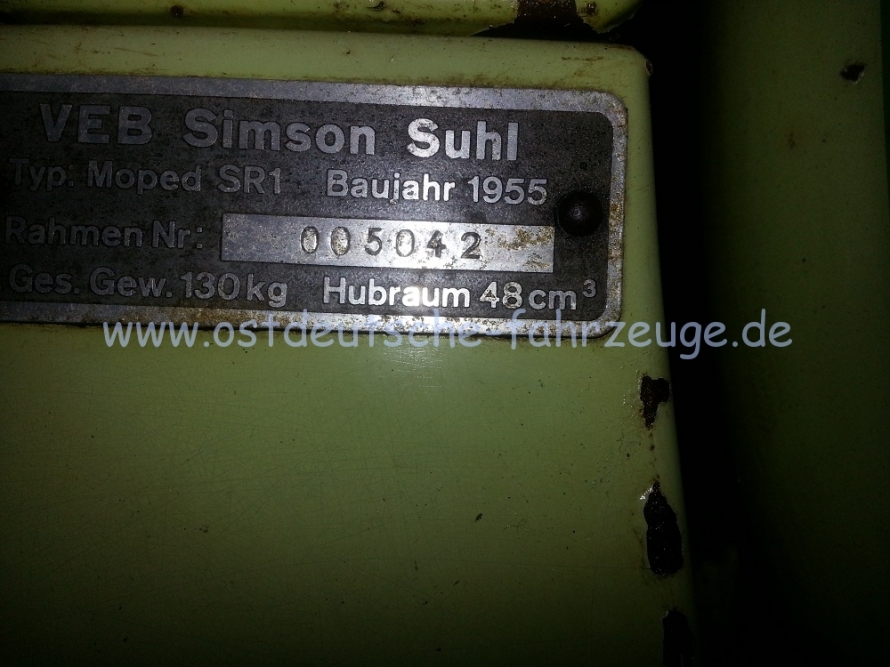 VEB Simson Suhl
Typ. Moped SR1 Baujahr 1955
Rahmen Nr: 005042
Ges. Gew. 130kg Hubraum 48cm³
www.ostdeutsche-fahrzeuge.de